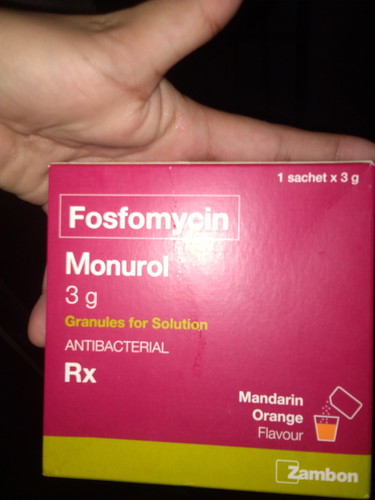 1 sachet x 3 g
Fosfomycin
Monurol
3 g
Granules for Solution
ANTIBACTERIAL
Rx
Mandarin
Orange
Flavour
Zambon